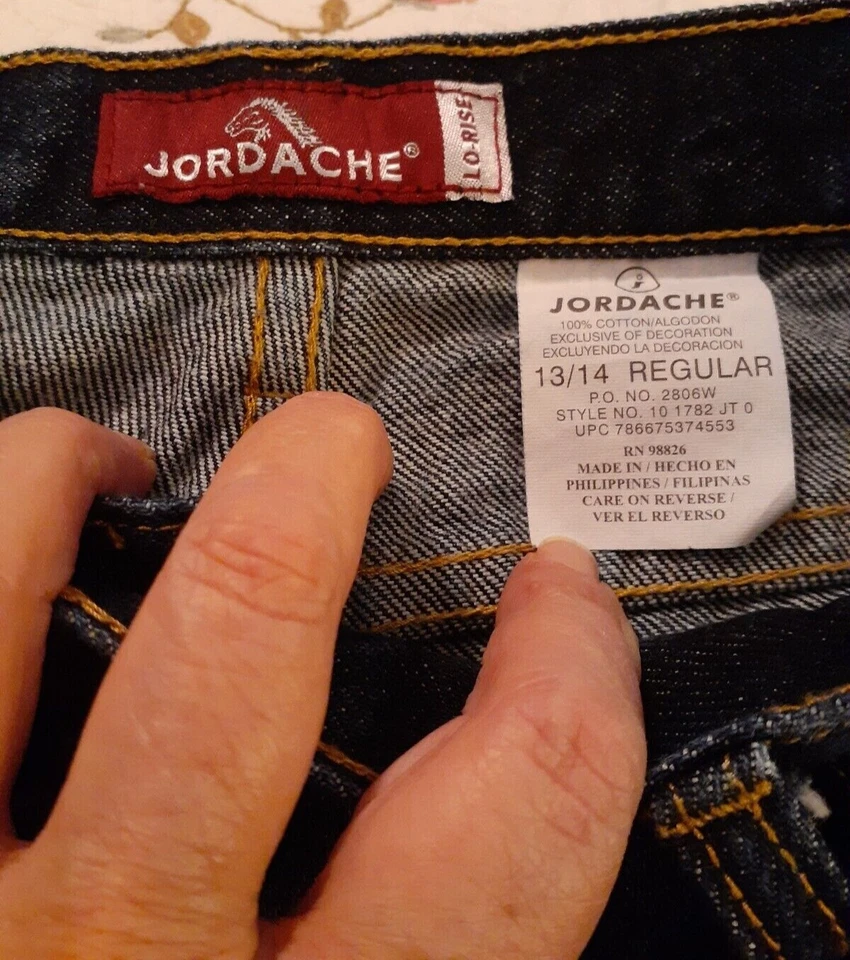 JORDACHE®
LO-RISE
JORDACHE®
100% COTTON/ALGODON
EXCLUSIVE OF DECORATION
EXCLUYENDO LA DECORACION
13/14 REGULAR
P.O. NO. 2806W
STYLE NO. 10 1782 JT 0
UPC 786675374553
RN 98826
MADE IN / HECHO EN
PHILIPPINES / FILIPINAS
CARE ON REVERSE /
VER EL REVERSO